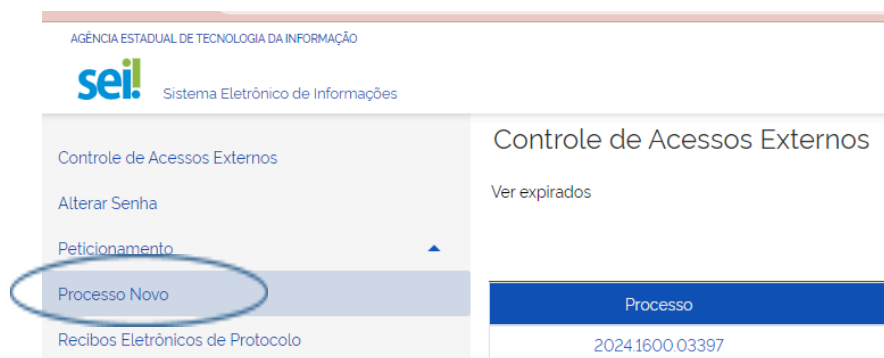 AGÊNCIA ESTADUAL DE TECNOLOGIA DA INFORMAÇÃO
sei!
Sistema Eletrônico de Informações
Controle de Acessos Externos
Alterar Senha
Peticionamento
Processo Novo
Recibos Eletrônicos de Protocolo
Controle de Acessos Externos
Ver expirados
Processo
2024.1600.03397